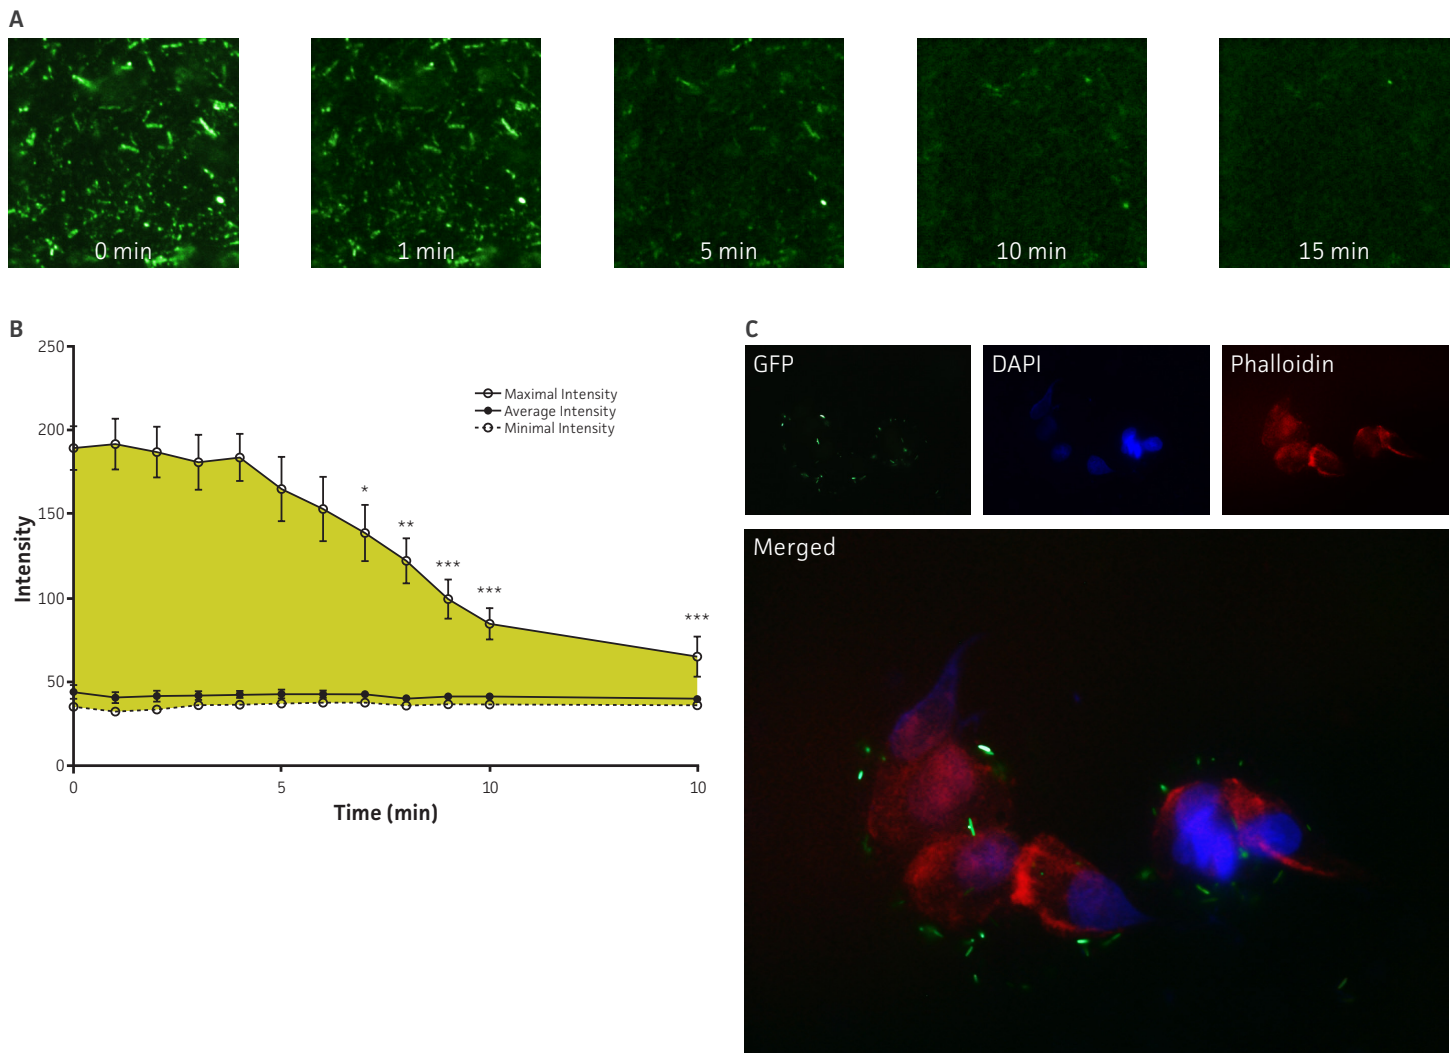 A
0 min
1 min
5 min
10 min
15 min
B
250
200
150
100
50
0
Intensity
Maximal Intensity
Average Intensity
Minimal Intensity
*
**
***
***
***
0
5
10
10
Time (min)
C
GFP
DAPI
Phalloidin
Merged